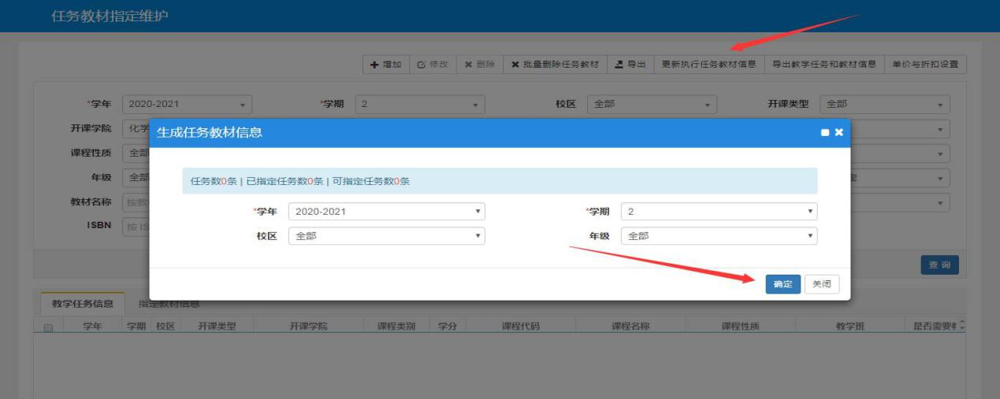 任务教材指定维护
增加 修改 删除 批量删除任务教材 导出 更新执行任务教材信息 导出教学任务和教材信息 单价与折扣设置
*学年 2020-2021 *学期 2 校区 全部 开课类型 全部
开课学院 化学
生成任务教材信息
课程性质 全部
任务数0条 | 已指定任务数0条 | 可指定任务数0条
年级 全部
教材名称 按教
*学年 2020-2021 *学期 2
ISBN 按 IS
校区 全部 年级 全部
查 询
确定 关闭
教学任务信息 指定教材信息
学年 学期 校区 开课类型 开课学院 课程类别 学分 课程代码 课程名称 课程性质 教学班 是否需要